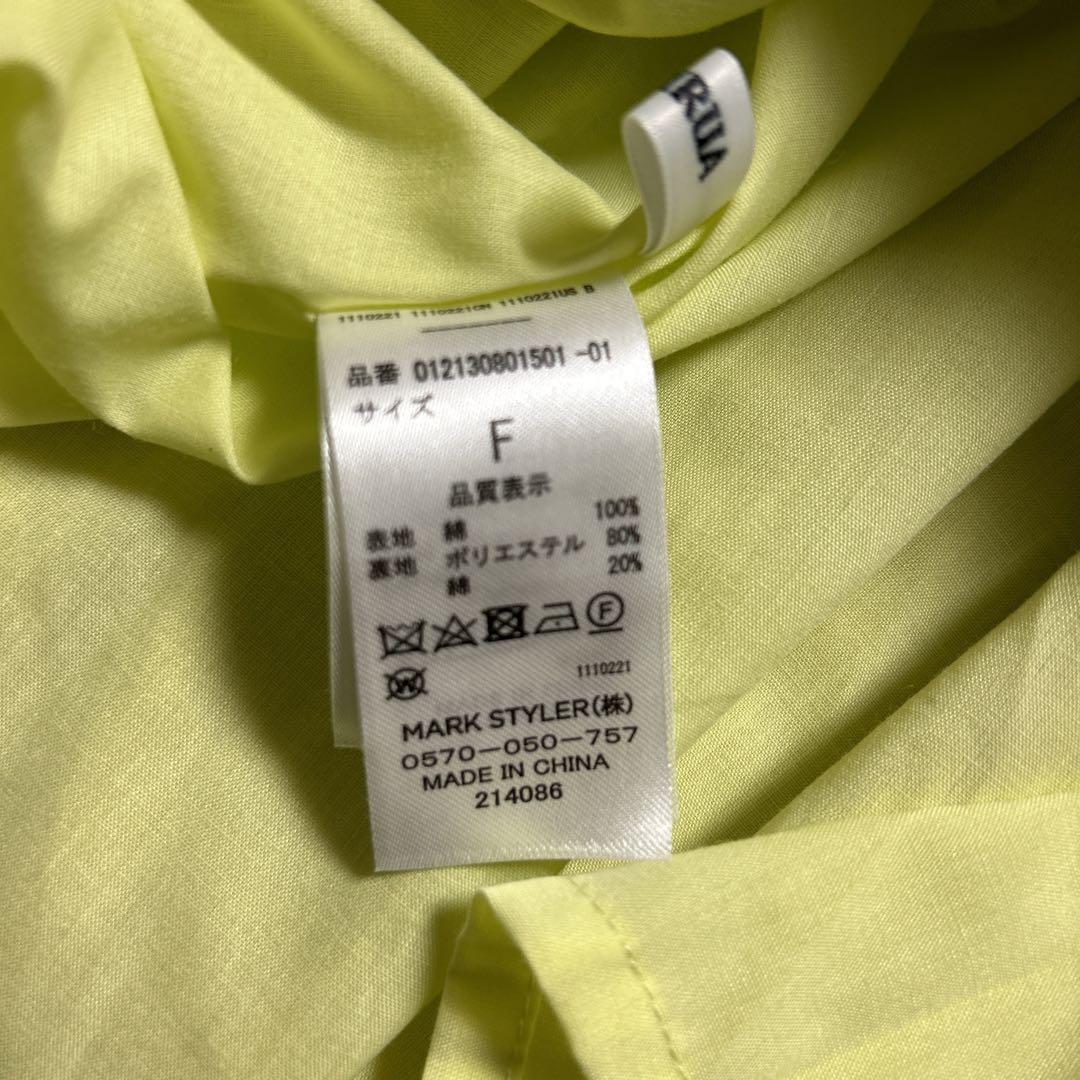 RUA
1110221 1110221CN 1110221US B
品番 012130801501 -01
サイズ
F
品質表示
表地 綿 100%
裏地 ポリエステル 80%
綿 20%
F
W
1110221
MARK STYLER(株)
0570-050-757
MADE IN CHINA
214086